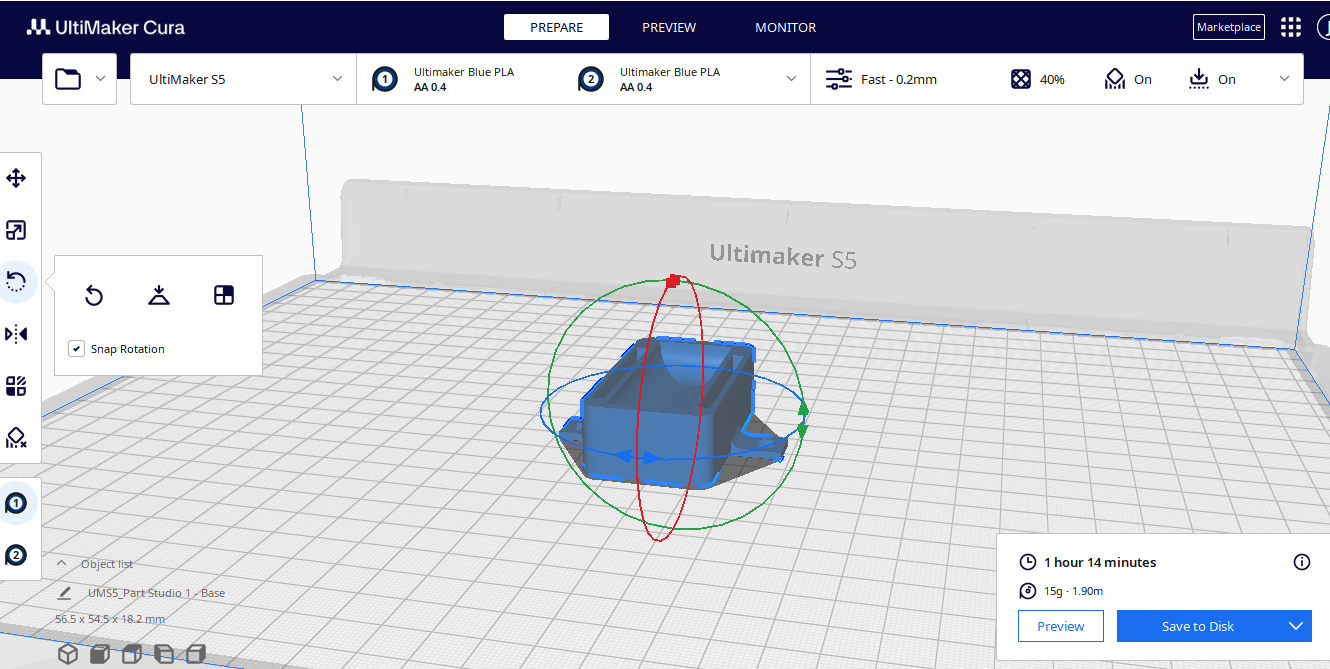 UltiMaker Cura
PREPARE
PREVIEW
MONITOR
Marketplace
J
UltiMaker S5
1
Ultimaker Blue PLA
AA 0.4
2
Ultimaker Blue PLA
AA 0.4
Fast - 0.2mm
40%
On
On
Ultimaker S5
Snap Rotation
1
2
Object list
UMS5_Part Studio 1 - Base
56.5 x 54.5 x 18.2 mm
1 hour 14 minutes
15g · 1.90m
Preview
Save to Disk